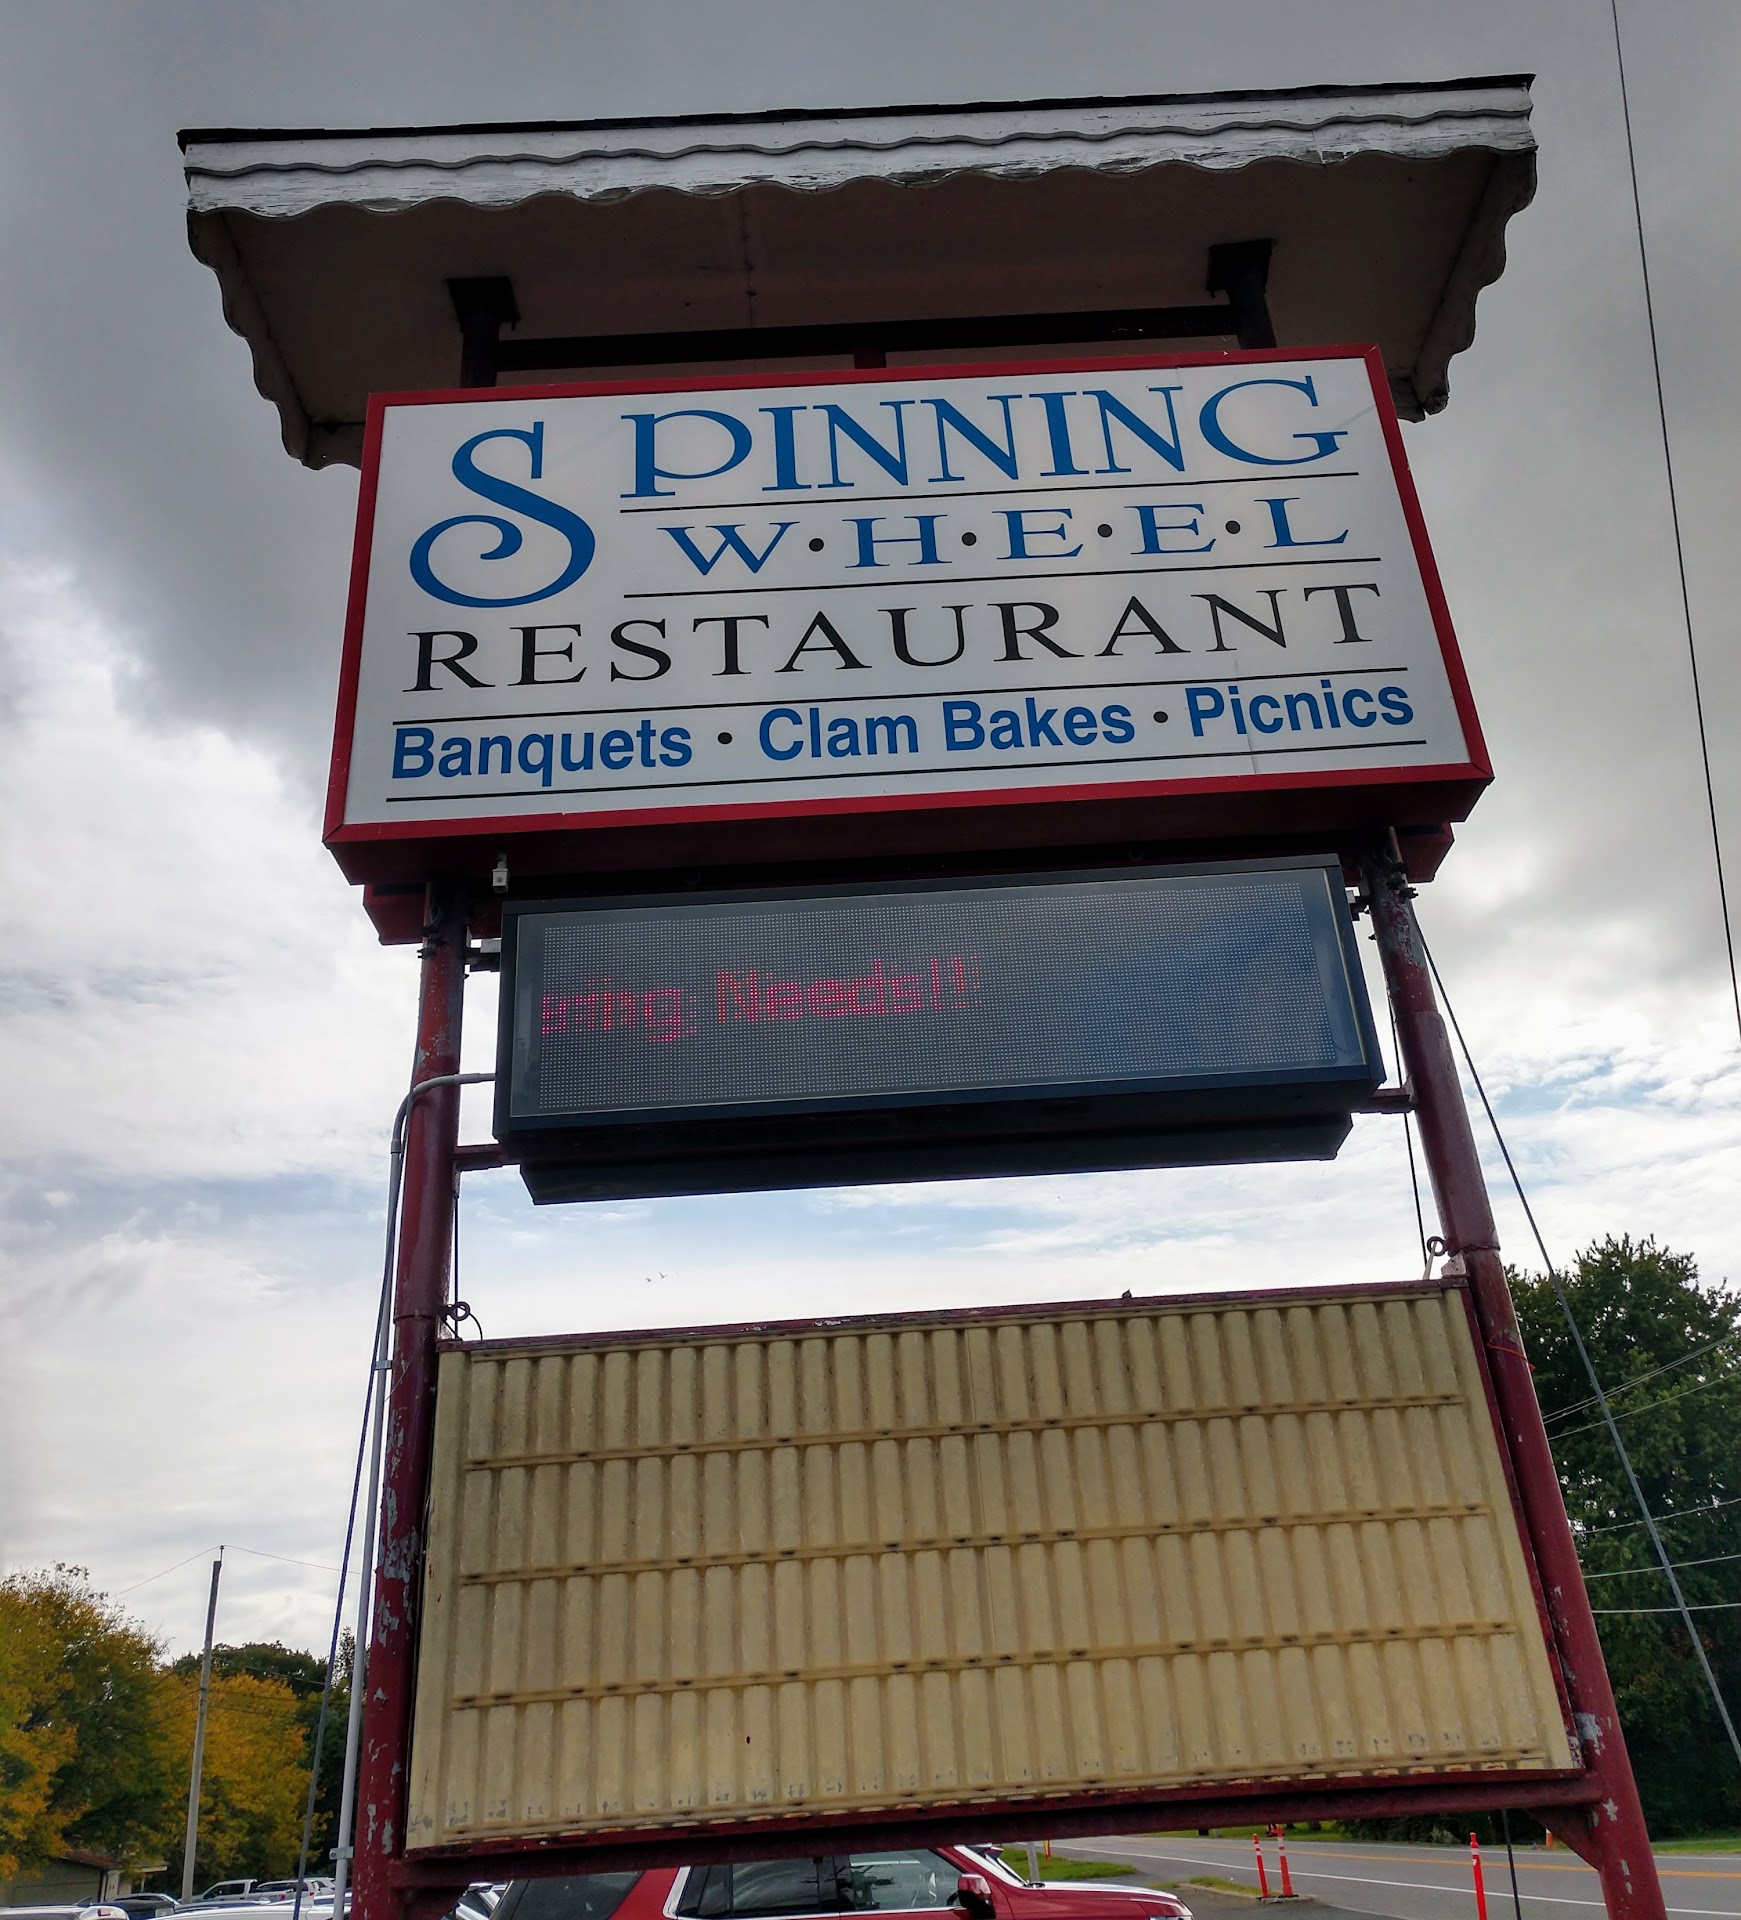 SPINNING
W·H·E·E·L
RESTAURANT
Banquets · Clam Bakes · Picnics
Needs!!